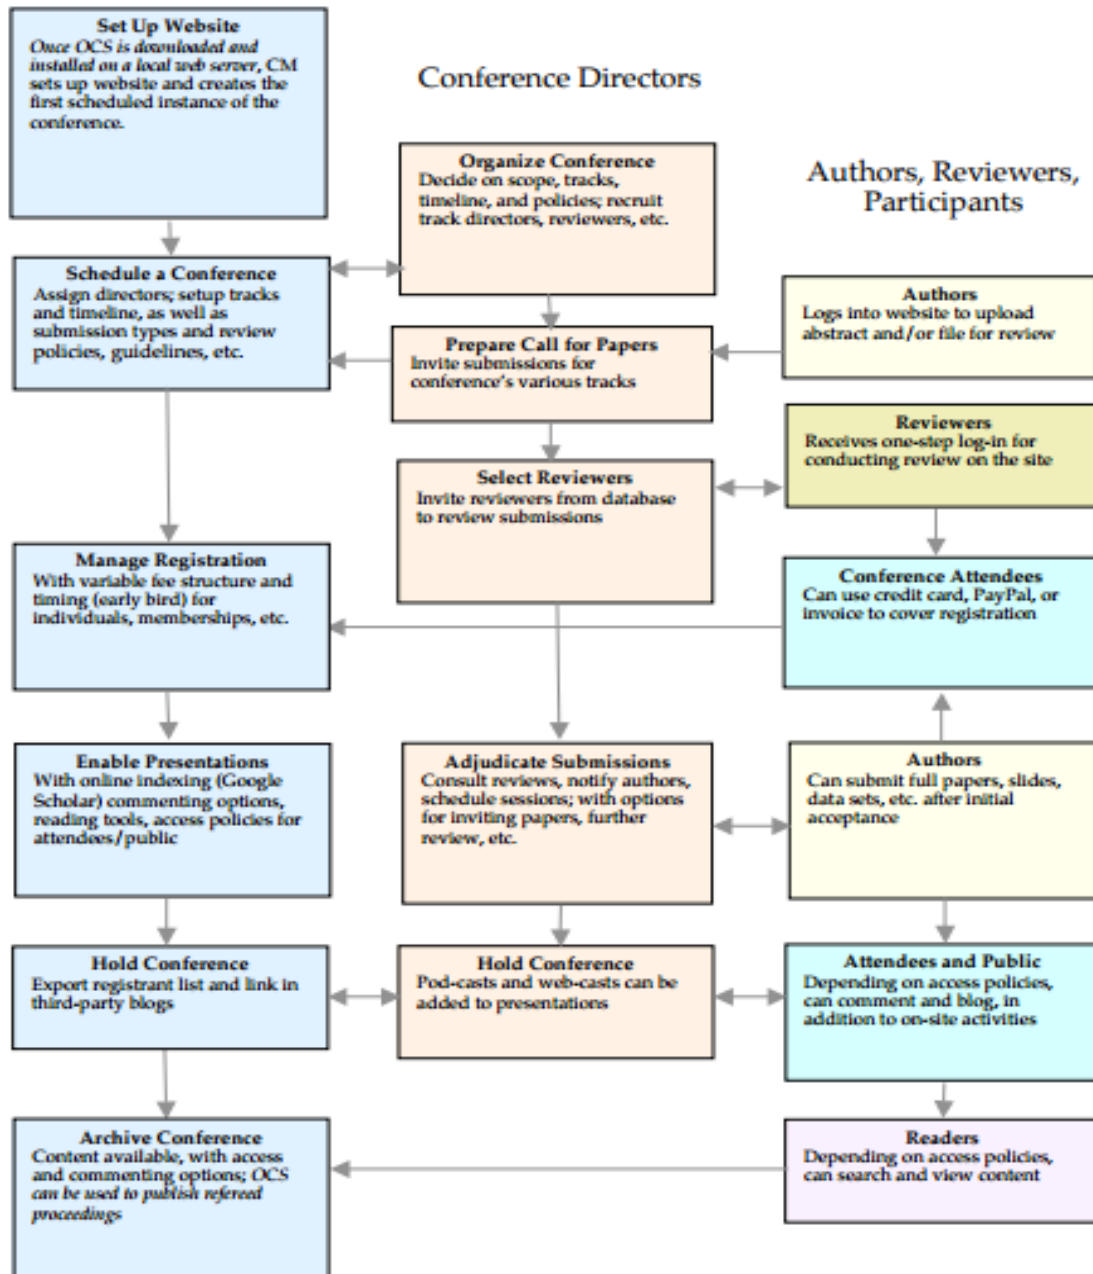 Set Up Website
Once OCS is downloaded and
installed on a local web server, CM
sets up website and creates the
first scheduled instance of the
conference.
Schedule a Conference
Assign directors; setup tracks
and timeline, as well as
submission types and review
policies, guidelines, etc.
Manage Registration
With variable fee structure and
timing (early bird) for
individuals, memberships, etc.
Enable Presentations
With online indexing (Google
Scholar) commenting options,
reading tools, access policies for
attendees/public
Hold Conference
Export registrant list and link in
third-party blogs
Archive Conference
Content available, with access
and commenting options; OCS
can be used to publish refereed
proceedings
Conference Directors
Organize Conference
Decide on scope, tracks,
timeline, and policies; recruit
track directors, reviewers, etc.
Prepare Call for Papers
Invite submissions for
conference's various tracks
Select Reviewers
Invite reviewers from database
to review submissions
Adjudicate Submissions
Consult reviews, notify authors,
schedule sessions; with options
for inviting papers, further
review, etc.
Hold Conference
Pod-casts and web-casts can be
added to presentations
Authors, Reviewers,
Participants
Authors
Logs into website to upload
abstract and/or file for review
Reviewers
Receives one-step log-in for
conducting review on the site
Conference Attendees
Can use credit card, PayPal, or
invoice to cover registration
Authors
Can submit full papers, slides,
data sets, etc. after initial
acceptance
Attendees and Public
Depending on access policies,
can comment and blog, in
addition to on-site activities
Readers
Depending on access policies,
can search and view content